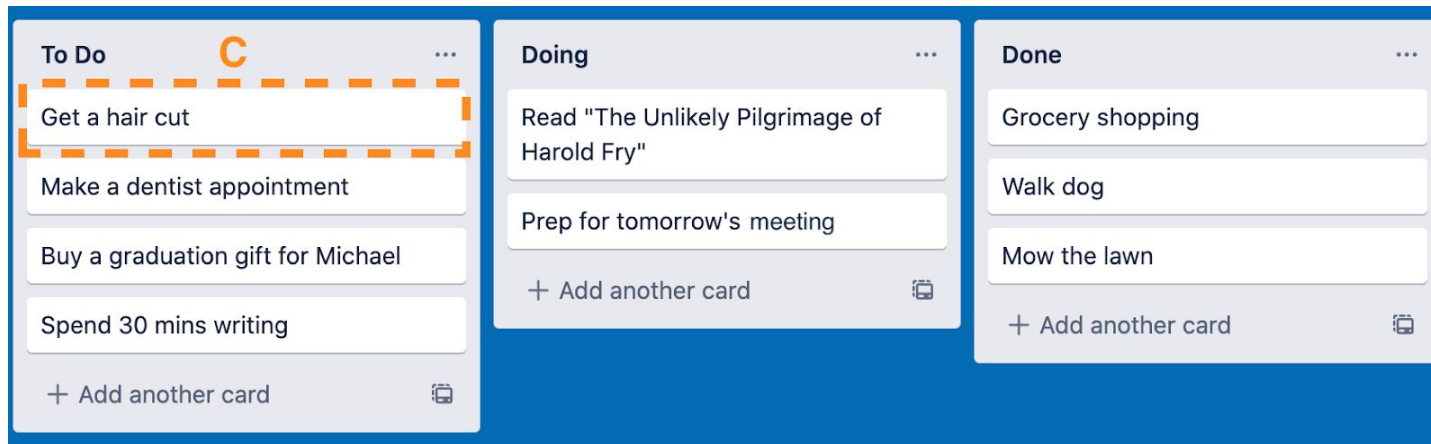 To Do
C
...
Get a hair cut
Make a dentist appointment
Buy a graduation gift for Michael
Spend 30 mins writing
+ Add another card
Doing
...
Read "The Unlikely Pilgrimage of
Harold Fry"
Prep for tomorrow's meeting
+ Add another card
Done
...
Grocery shopping
Walk dog
Mow the lawn
+ Add another card